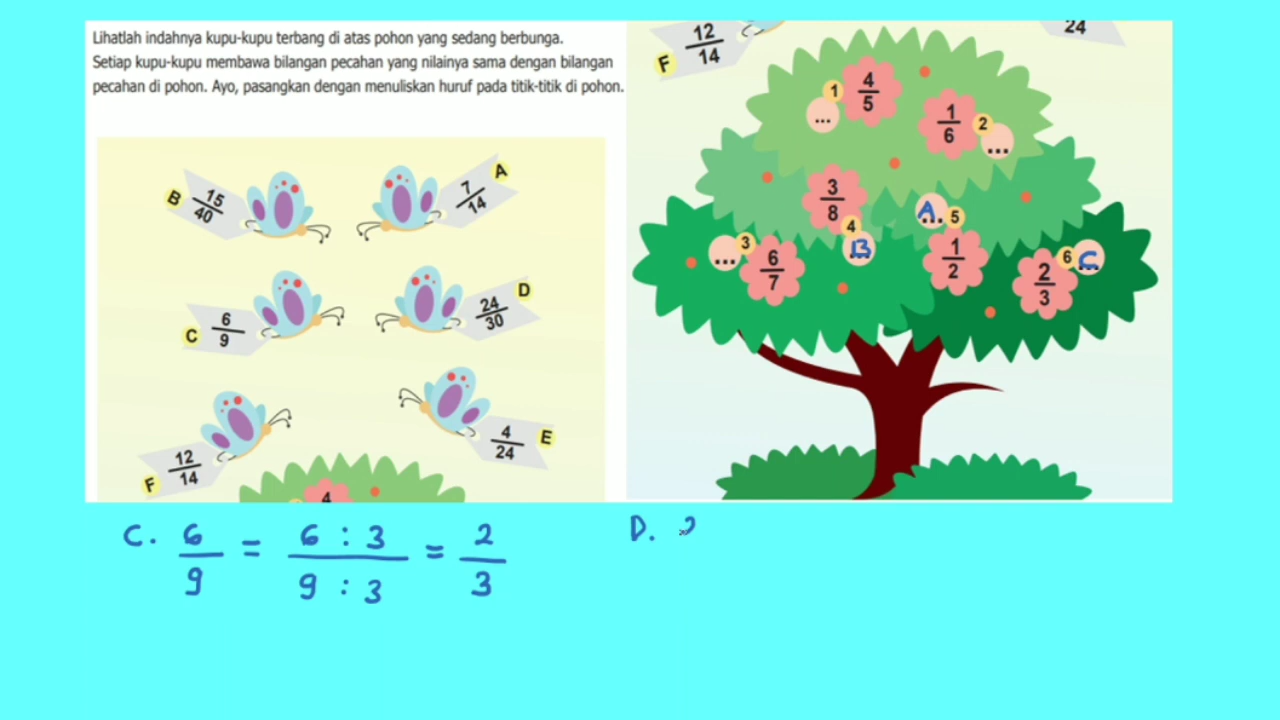 Lihatlah indahnya kupu-kupu terbang di atas pohon yang sedang berbunga.
Setiap kupu-kupu membawa bilangan pecahan yang nilainya sama dengan bilangan
pecahan di pohon. Ayo, pasangkan dengan menuliskan huruf pada titik-titik di pohon.
B 15/40
A 7/14
C 6/9
D 24/30
F 12/14
E 4/24
4
F 12/14
24
1 ... 4/5
1/6 2 ...
3/8 4 B...
A... 5 1/2
... 3 6/7
2/3 6 C...
C. 6/9 = 6 : 3 / 9 : 3 = 2/3
D. 2